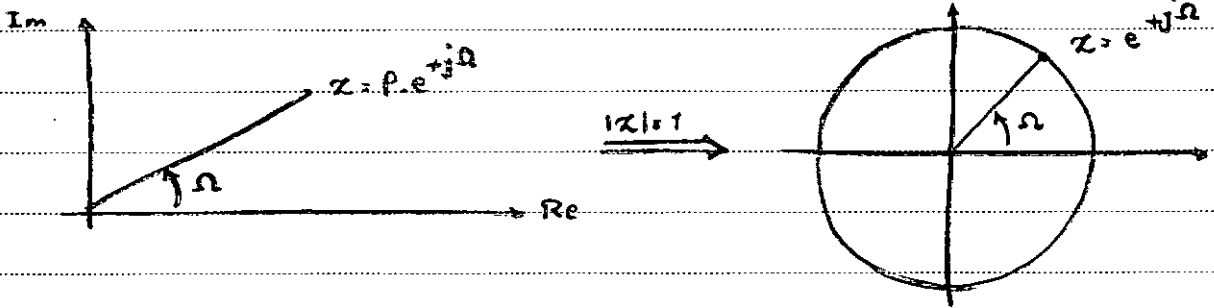 Im
z = ρ.e^{+jΩ}
Ω
Re
|z|=1
z = e^{+jΩ}
Ω